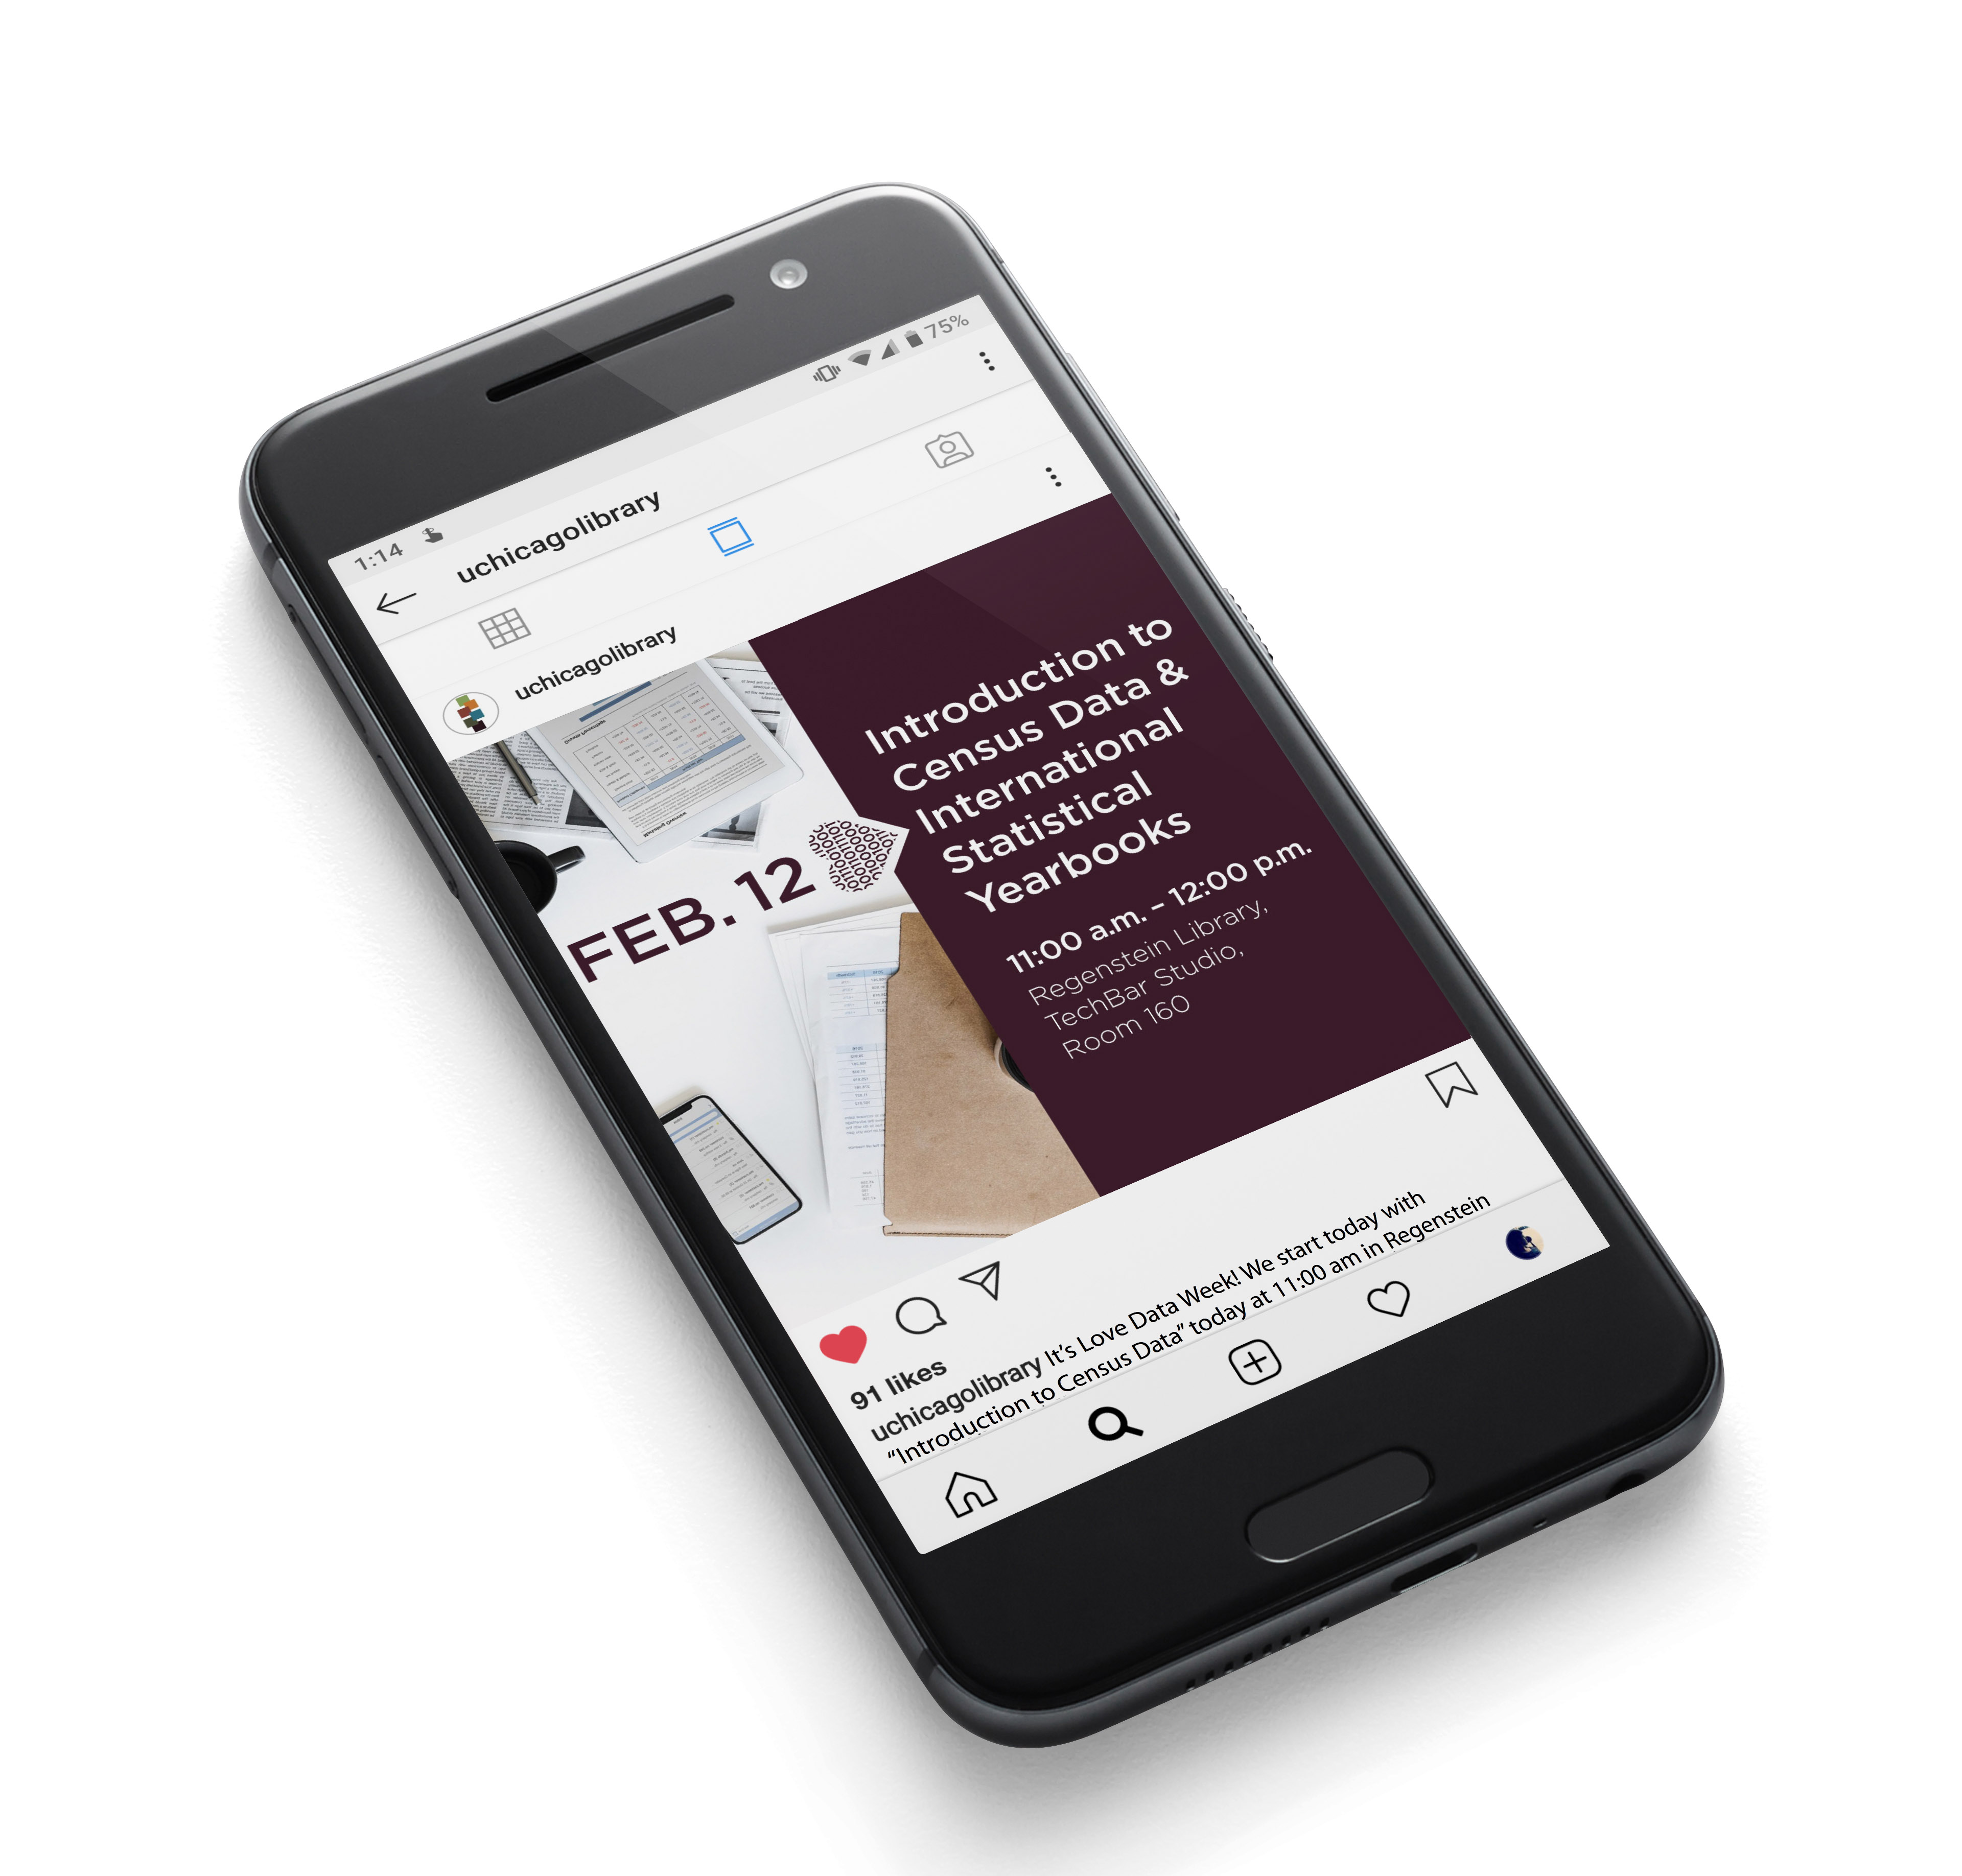 1:14
75%
uchicagolibrary
uchicagolibrary
FEB. 12
Introduction to
Census Data &
International
Statistical
Yearbooks
11:00 a.m. – 12:00 p.m.
Regenstein Library,
TechBar Studio,
Room 160
91 likes
uchicagolibrary It’s Love Data Week! We start today with
“Introduction to Census Data” today at 11:00 am in Regenstein